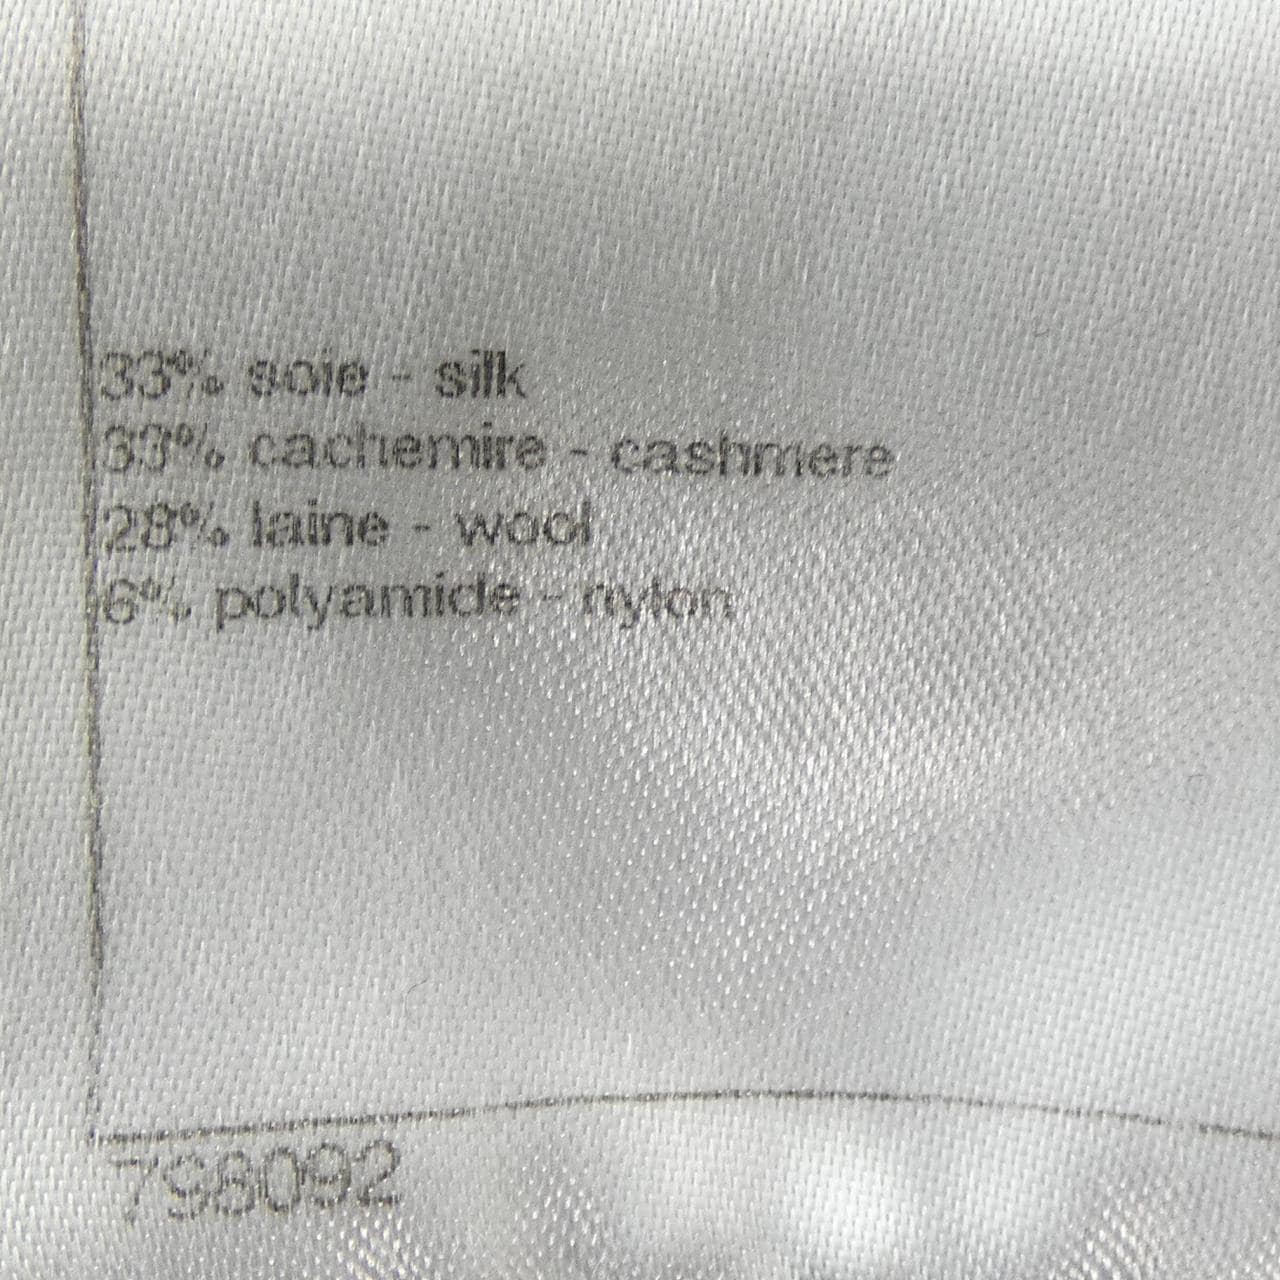 33% soie - silk
33% cachemire - cashmere
28% laine - wool
6% polyamide - nylon
798092